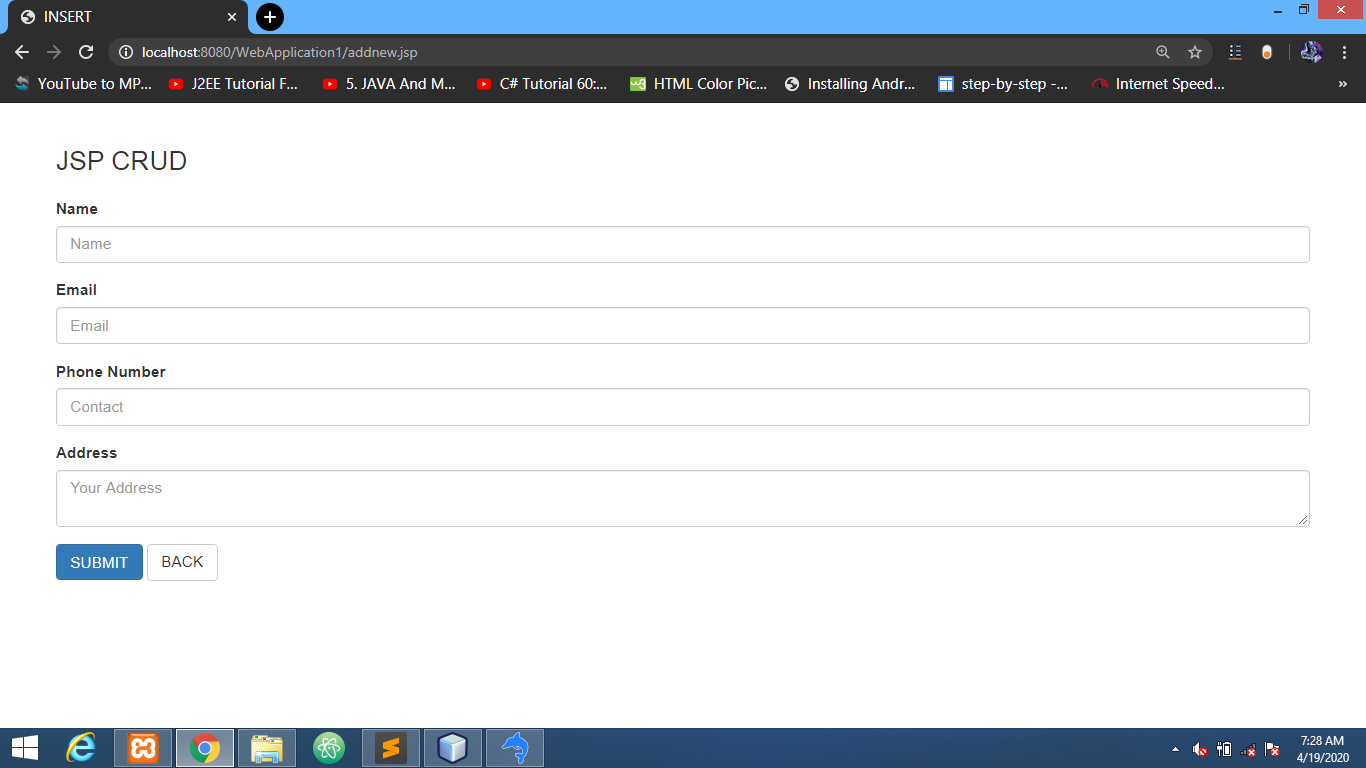 INSERT
localhost:8080/WebApplication1/addnew.jsp
YouTube to MP... J2EE Tutorial F... 5. JAVA And M... C# Tutorial 60:... HTML Color Pic... Installing Andr... step-by-step -... Internet Speed... »
JSP CRUD
Name
Name
Email
Email
Phone Number
Contact
Address
Your Address
SUBMIT BACK
7:28 AM
4/19/2020